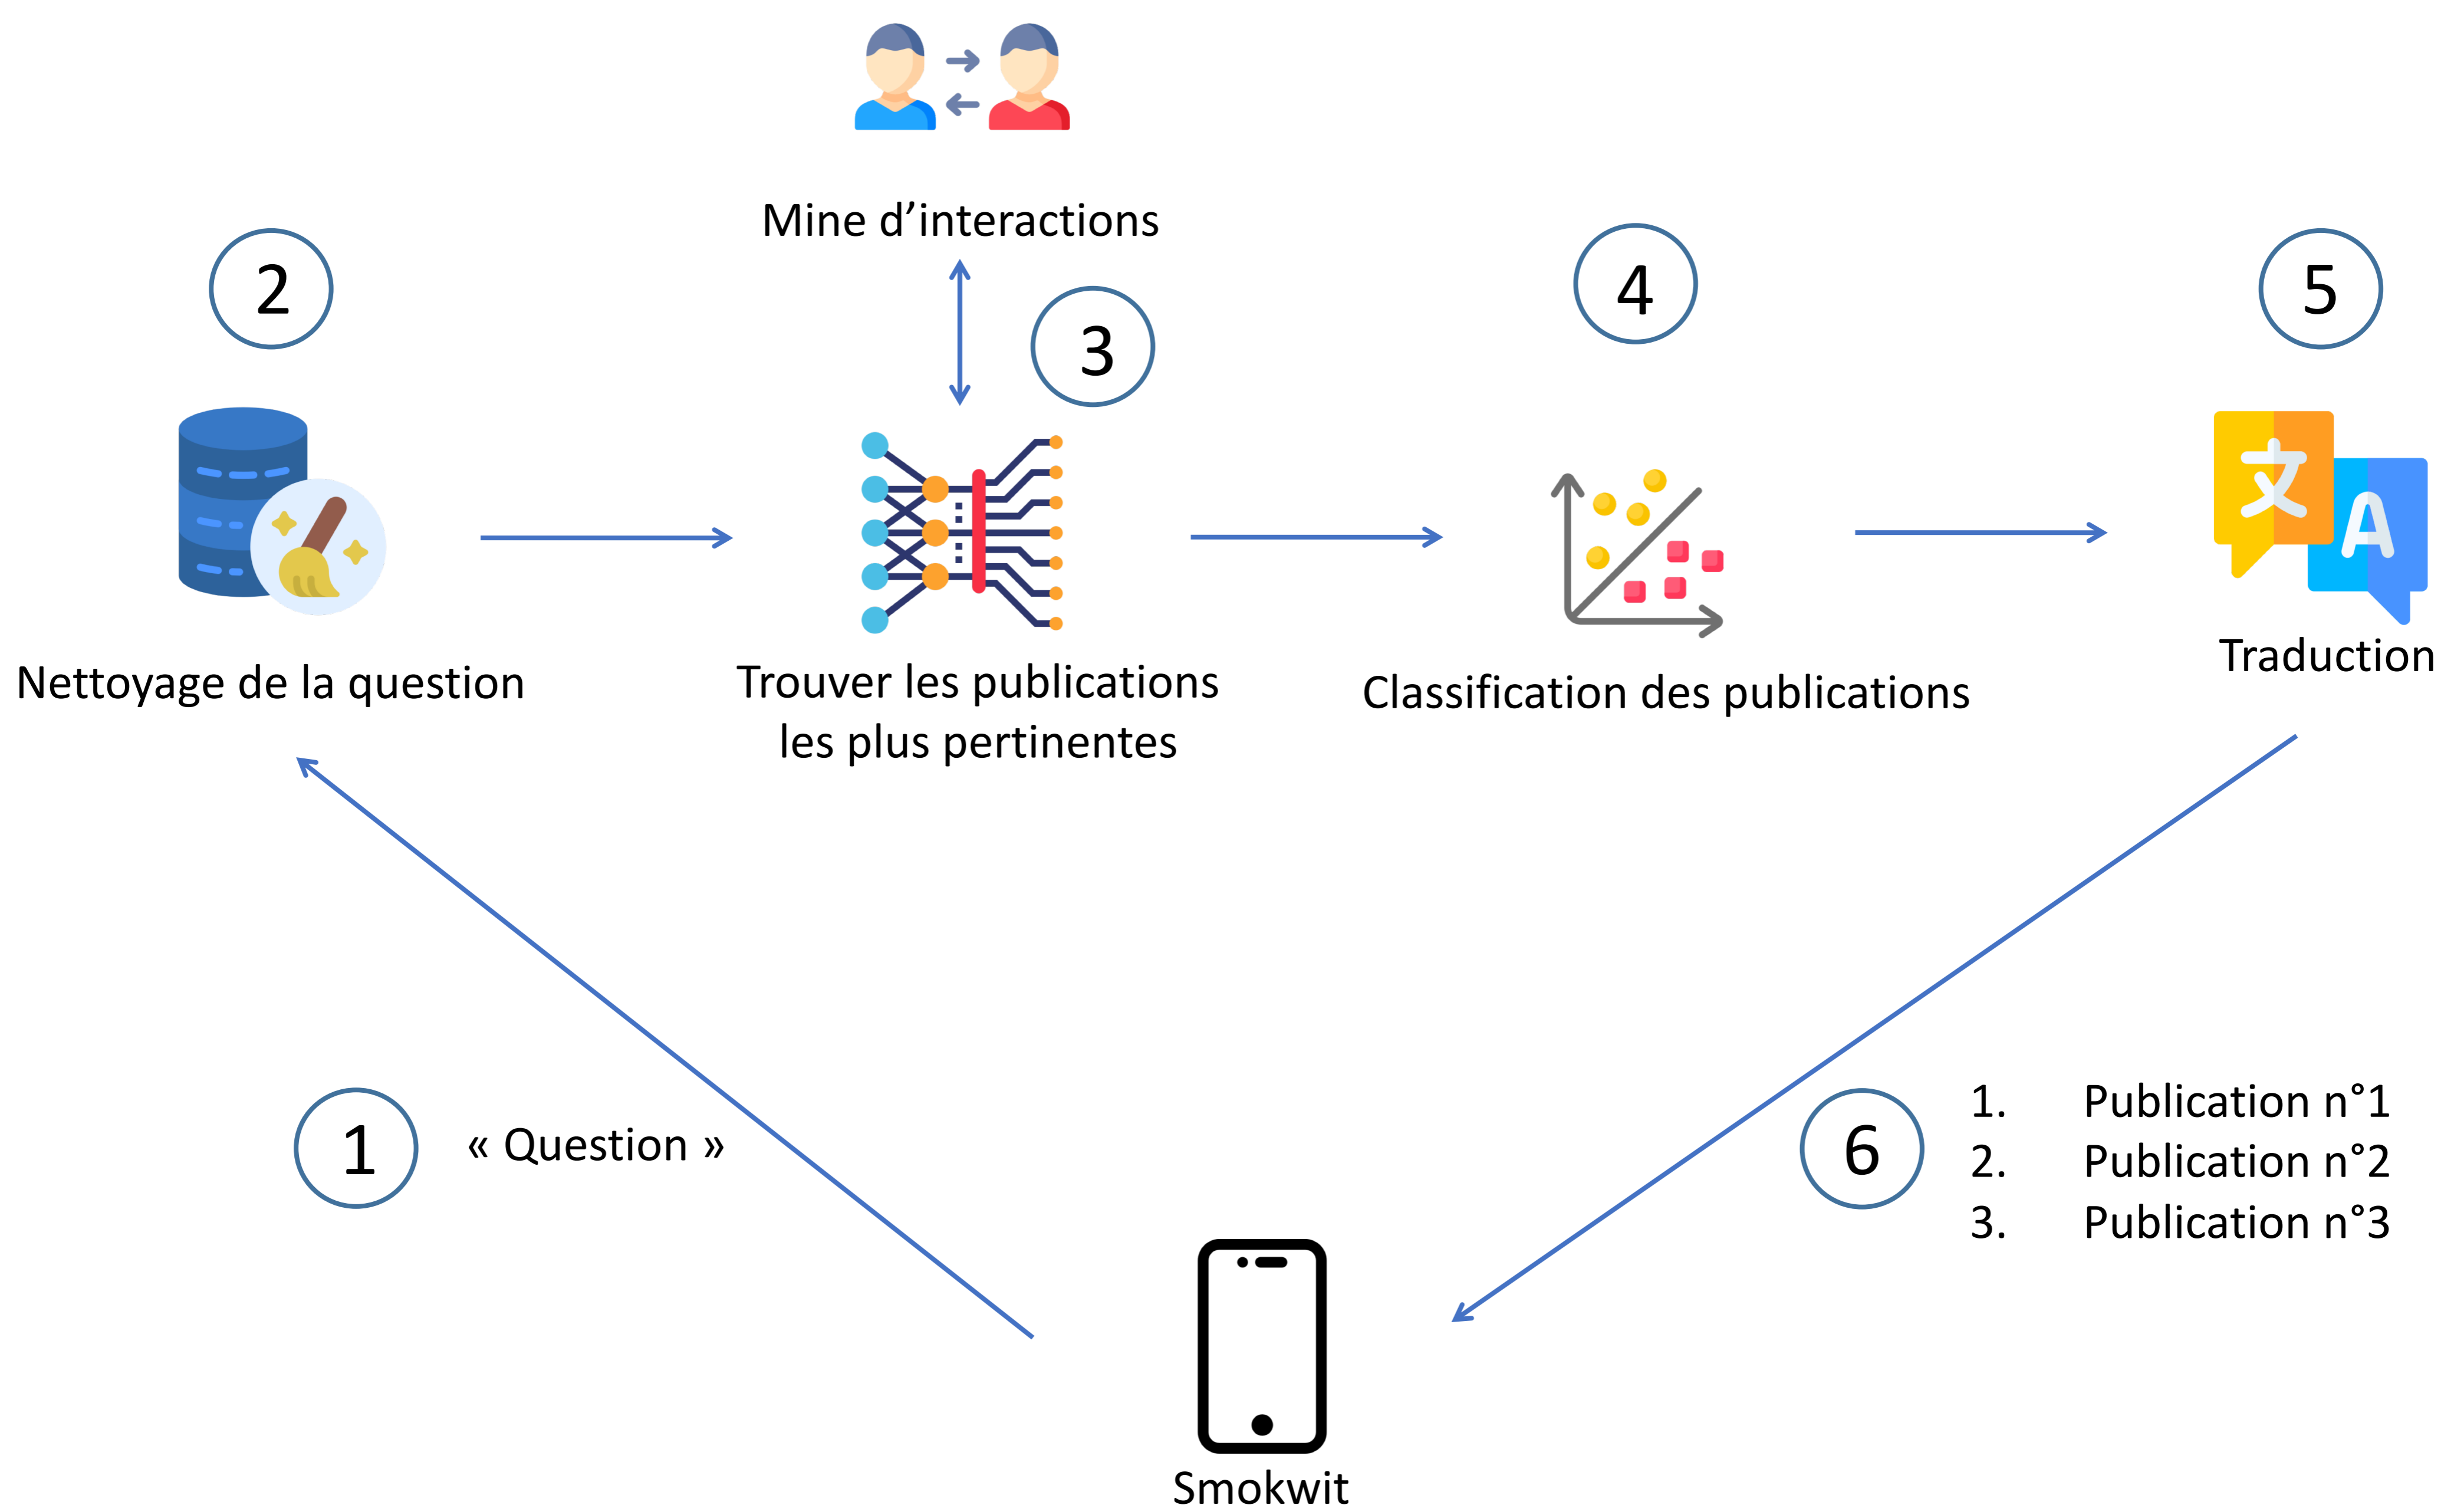 Mine d’interactions
2
3
4
5
文
A
Nettoyage de la question
Trouver les publications
les plus pertinentes
Classification des publications
Traduction
1
« Question »
6
1. Publication n°1
2. Publication n°2
3. Publication n°3
Smokwit